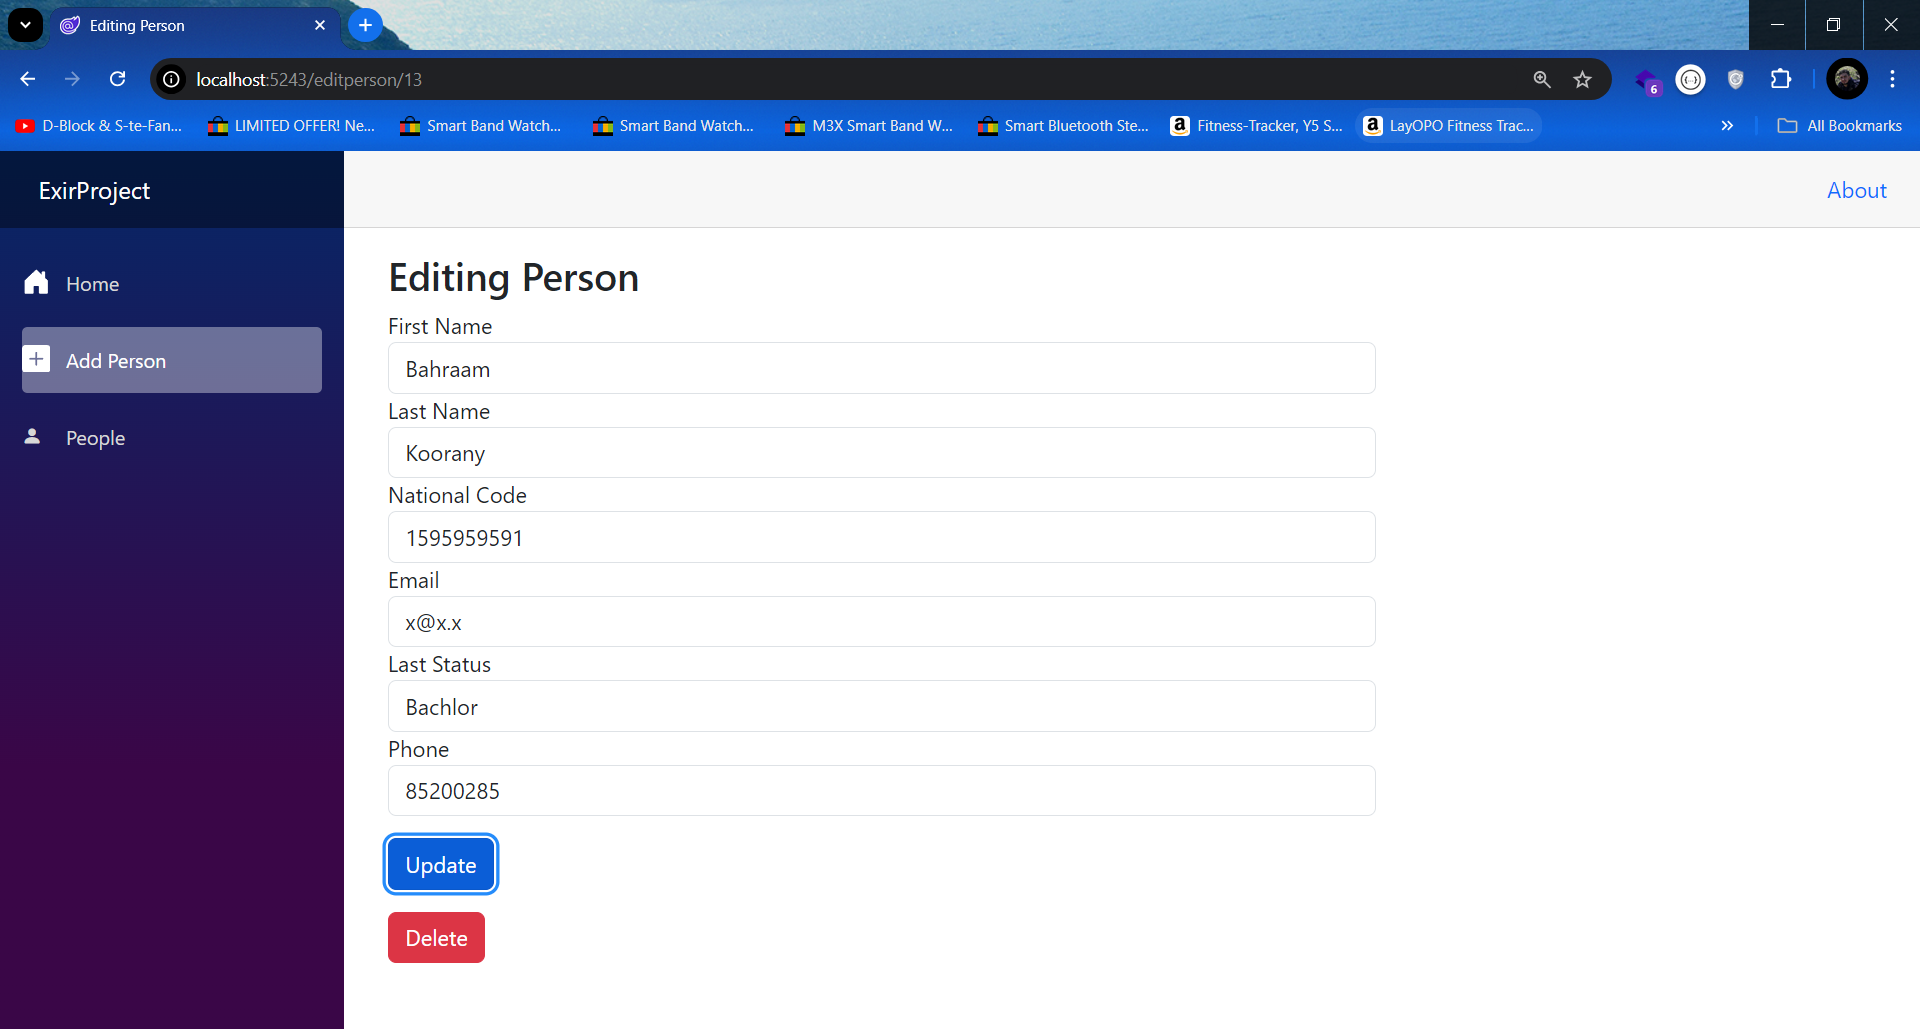 Editing Person
localhost:5243/editperson/13
6
D-Block & S-te-Fan...
LIMITED OFFER! Ne...
Smart Band Watch...
Smart Band Watch...
M3X Smart Band W...
Smart Bluetooth Ste...
Fitness-Tracker, Y5 S...
LayOPO Fitness Trac...
All Bookmarks
ExirProject
About
Home
Add Person
People
Editing Person
First Name
Bahraam
Last Name
Koorany
National Code
1595959591
Email
x@x.x
Last Status
Bachlor
Phone
85200285
Update
Delete